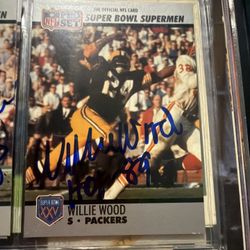 THE OFFICIAL NFL CARD
PRO SET
SUPER BOWL SUPERMEN
Willie Wood
HOF 89
SUPER BOWL
XXV
WILLIE WOOD
S • PACKERS